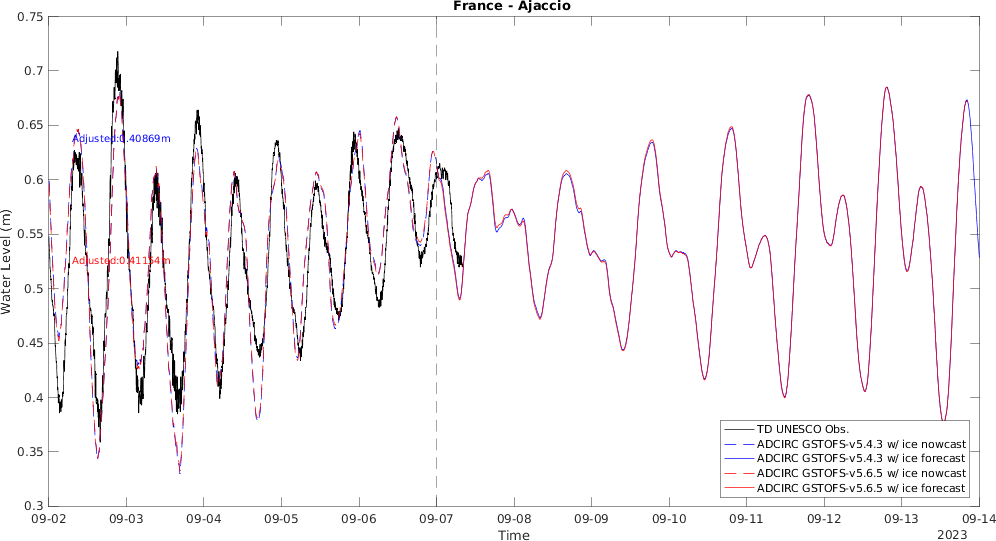 France - Ajaccio
0.75
0.7
0.65
0.6
0.55
0.5
0.45
0.4
0.35
0.3
Water Level (m)
Adjusted:0.40869m
Adjusted:0.41154m
TD UNESCO Obs.
ADCIRC GSTOFS-v5.4.3 w/ ice nowcast
ADCIRC GSTOFS-v5.4.3 w/ ice forecast
ADCIRC GSTOFS-v5.6.5 w/ ice nowcast
ADCIRC GSTOFS-v5.6.5 w/ ice forecast
09-02 09-03 09-04 09-05 09-06 09-07 09-08 09-09 09-10 09-11 09-12 09-13 09-14
Time
2023